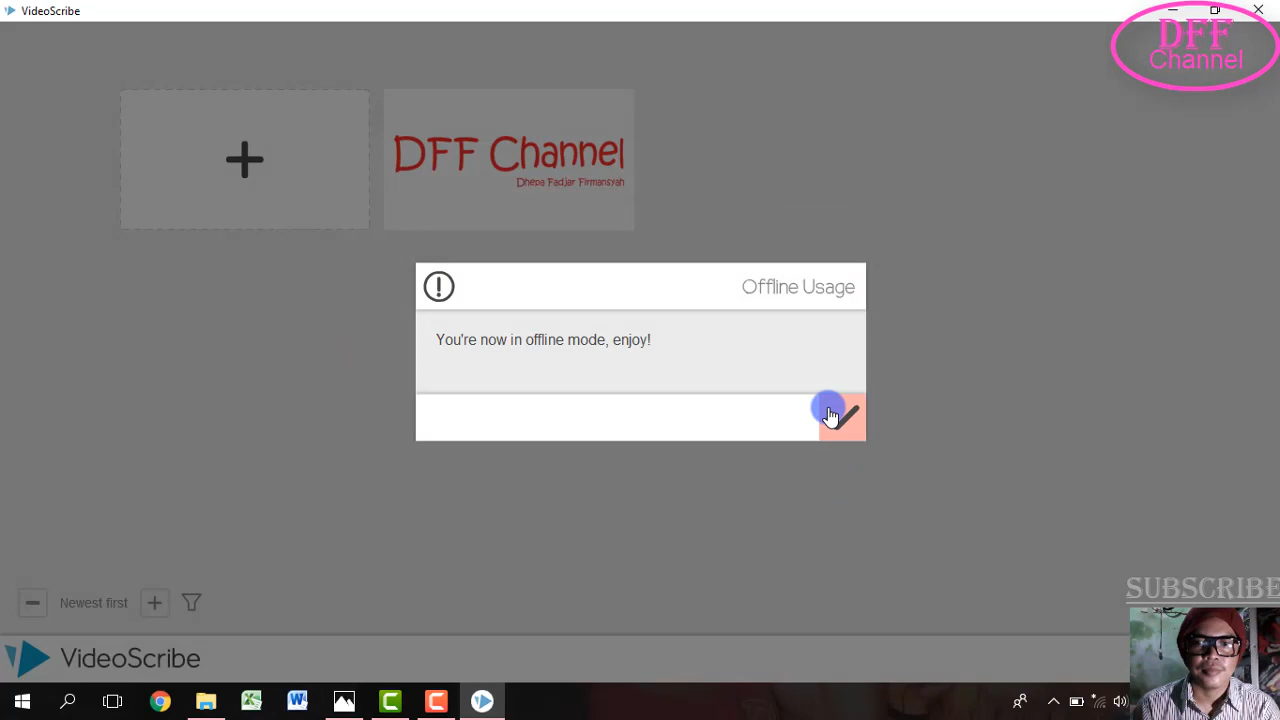 VideoScribe
DFF
Channel
DFF Channel
Dhepa Fadjar Firmansyah
Offline Usage
You're now in offline mode, enjoy!
Newest first
SUBSCRIBE
VideoScribe